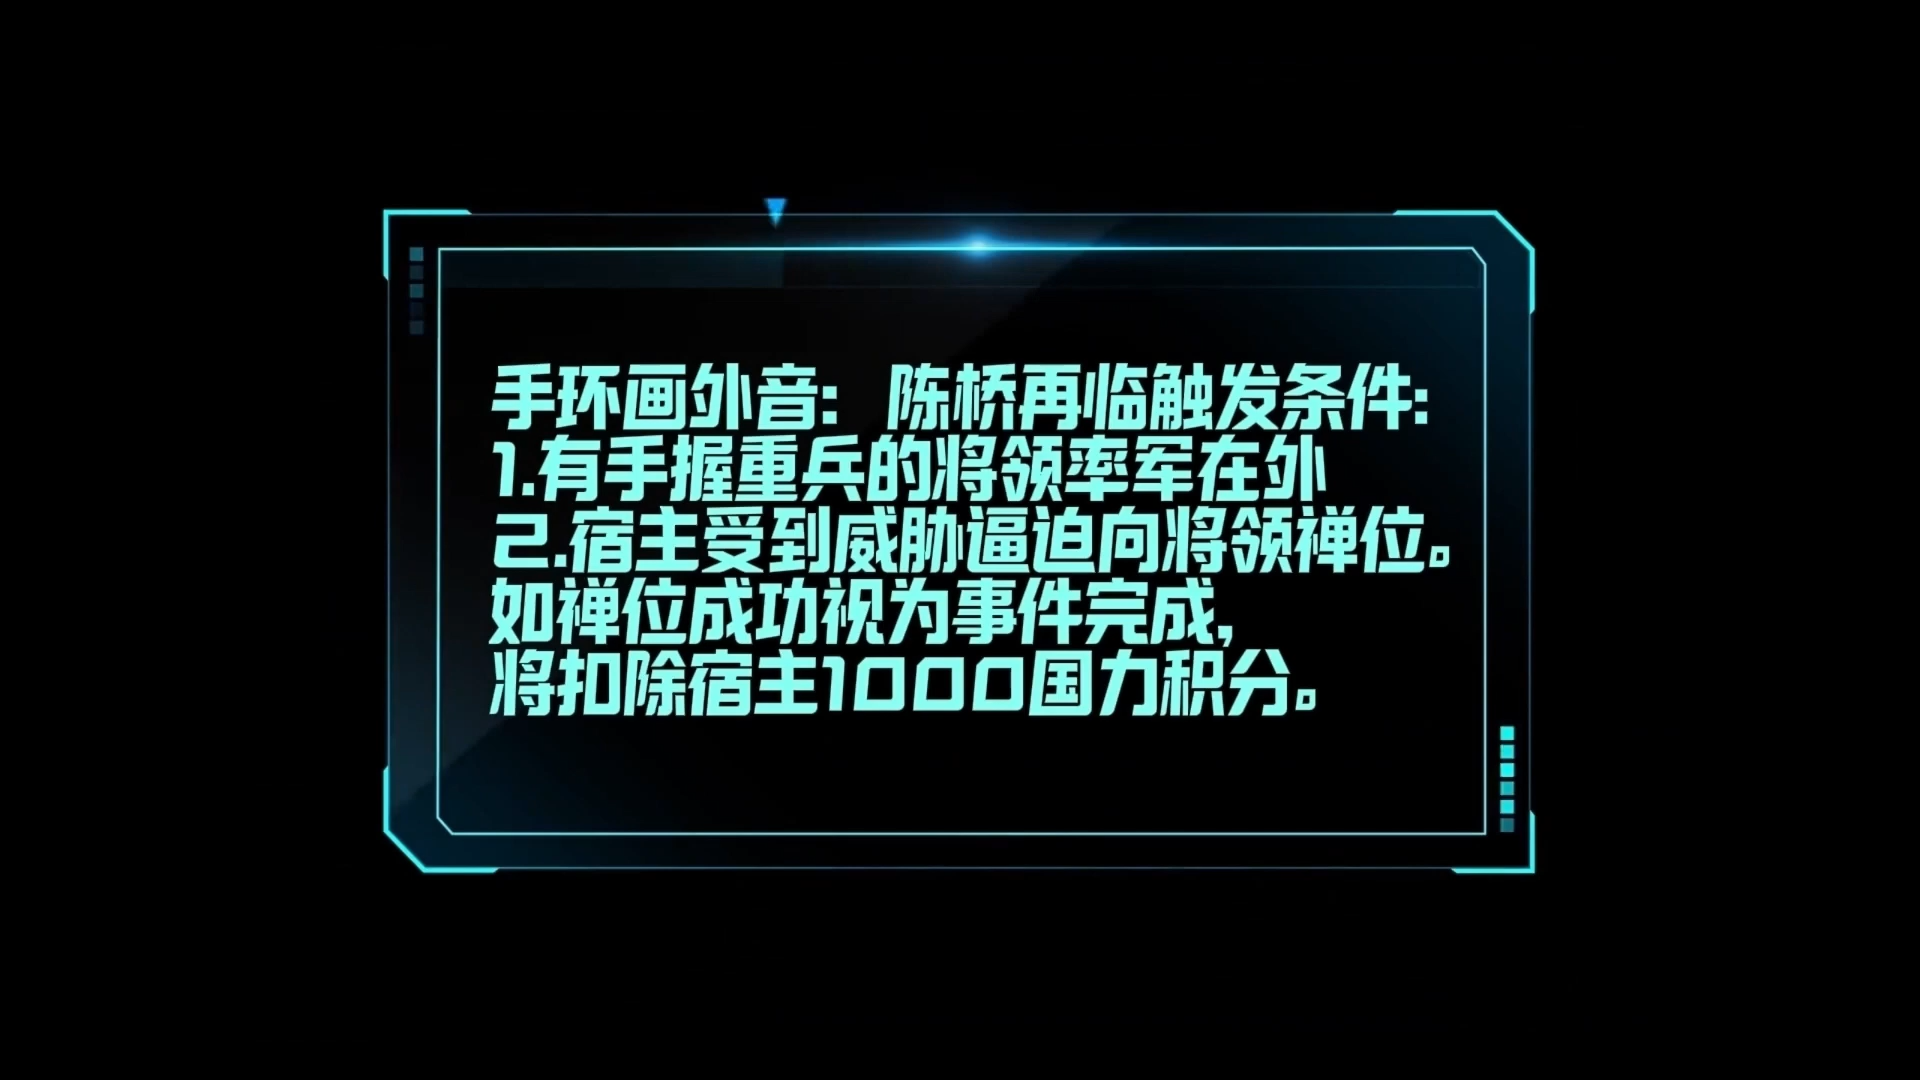 手环画外音：陈桥再临触发条件：
1.有手握重兵的将领率军在外
2.宿主受到威胁逼迫向将领禅位。
如禅位成功视为事件完成，
将扣除宿主1000国力积分。